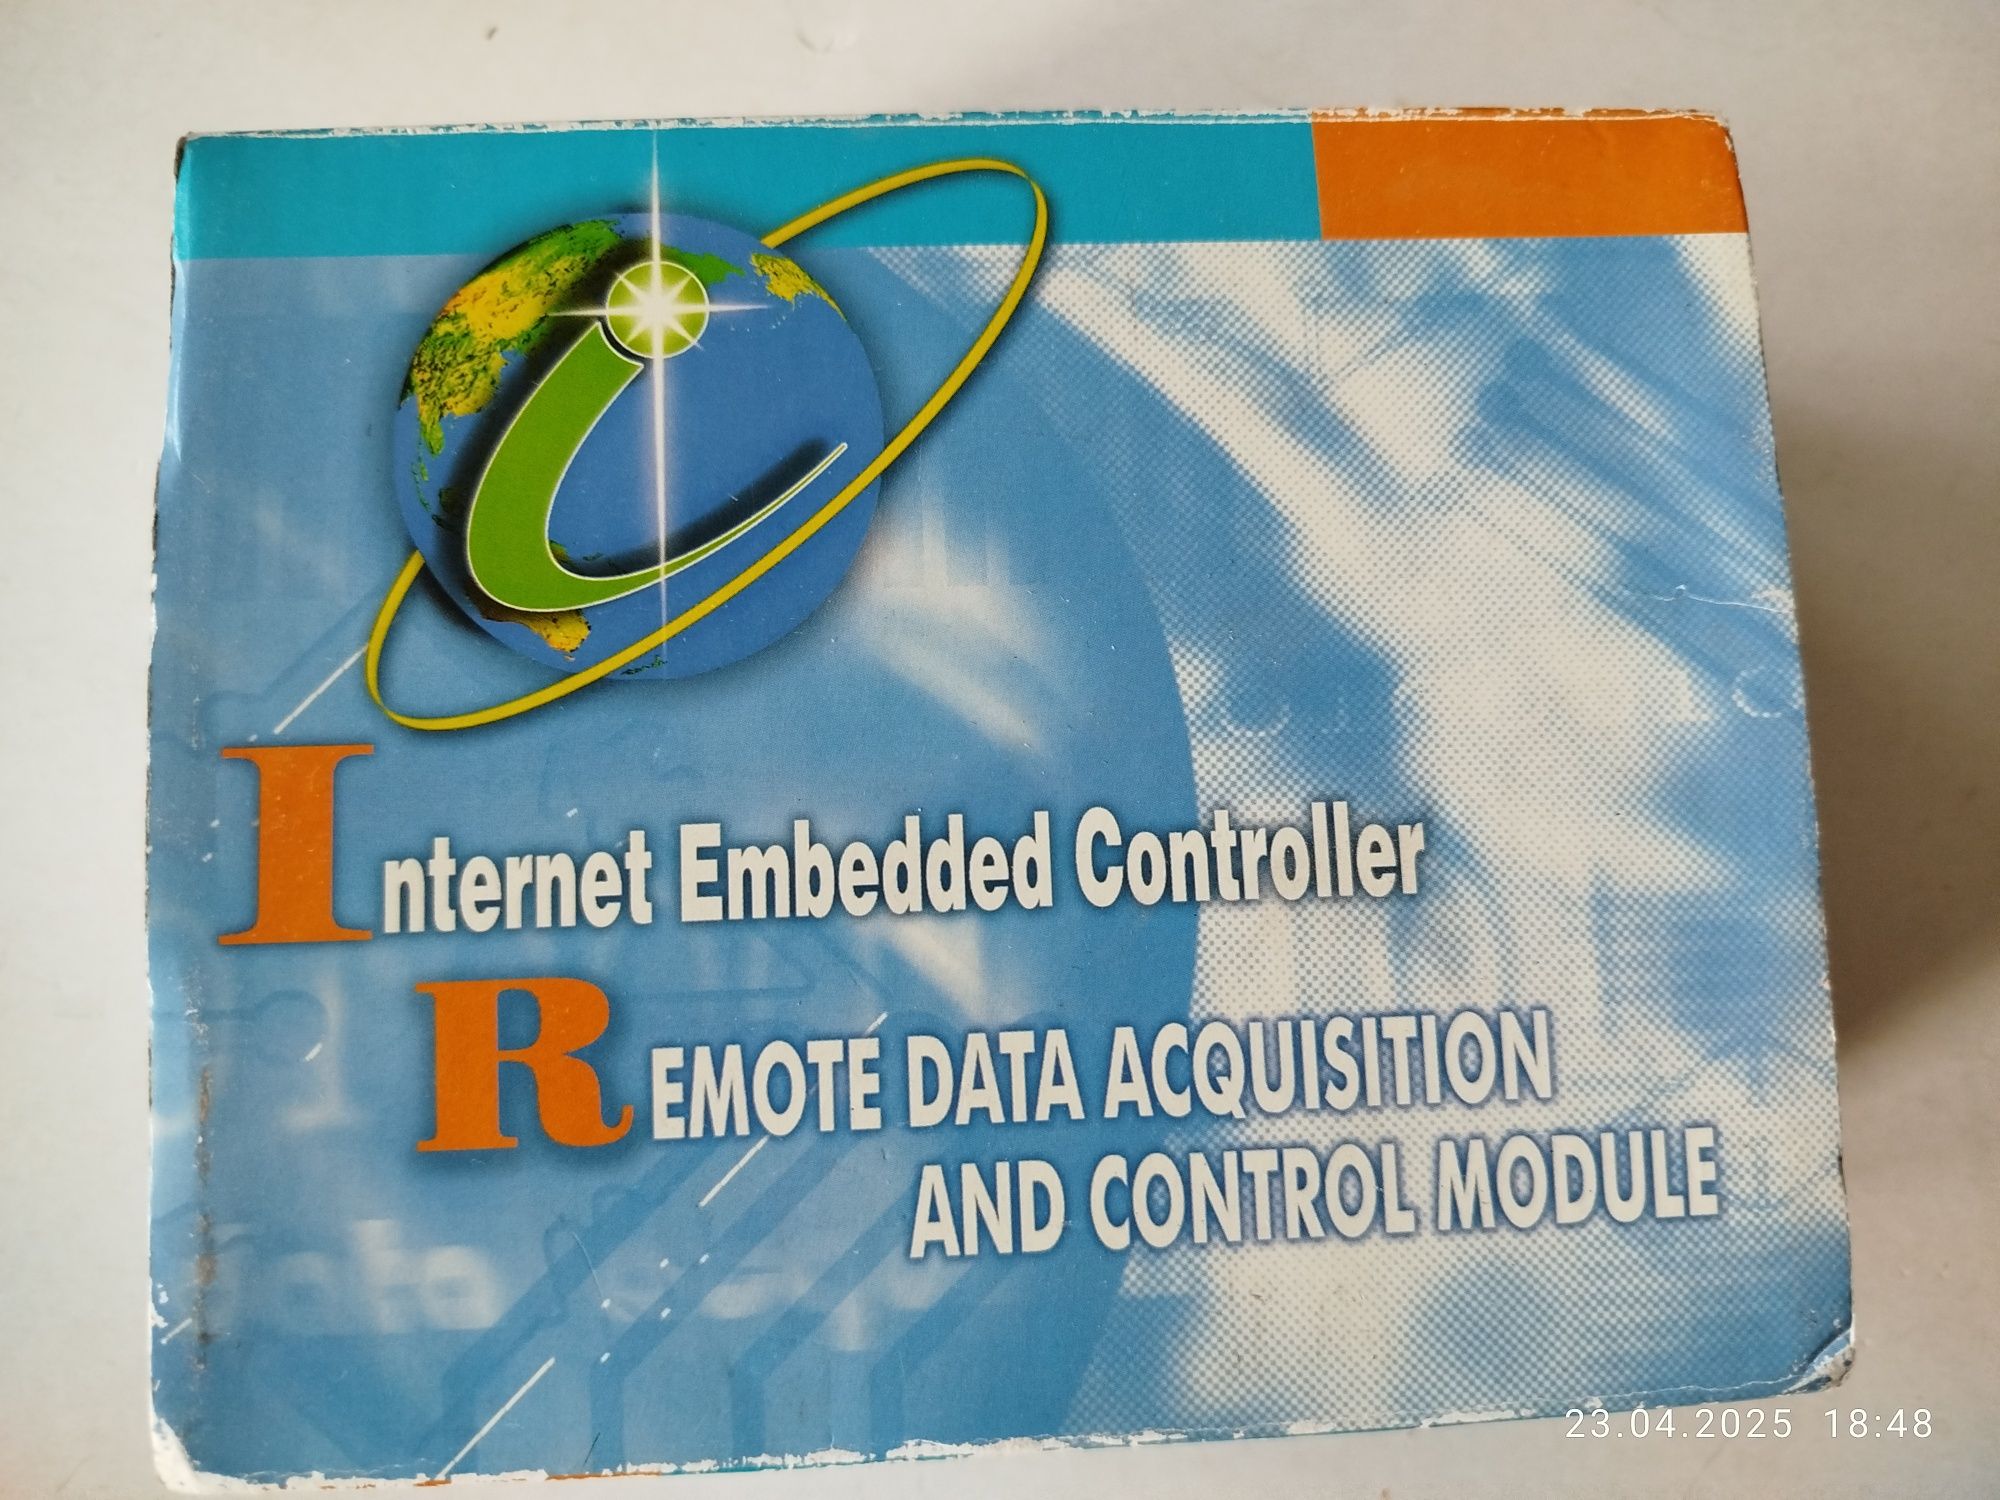 Internet Embedded Controller
REMOTE DATA ACQUISITION
AND CONTROL MODULE
23.04.2025 18:48